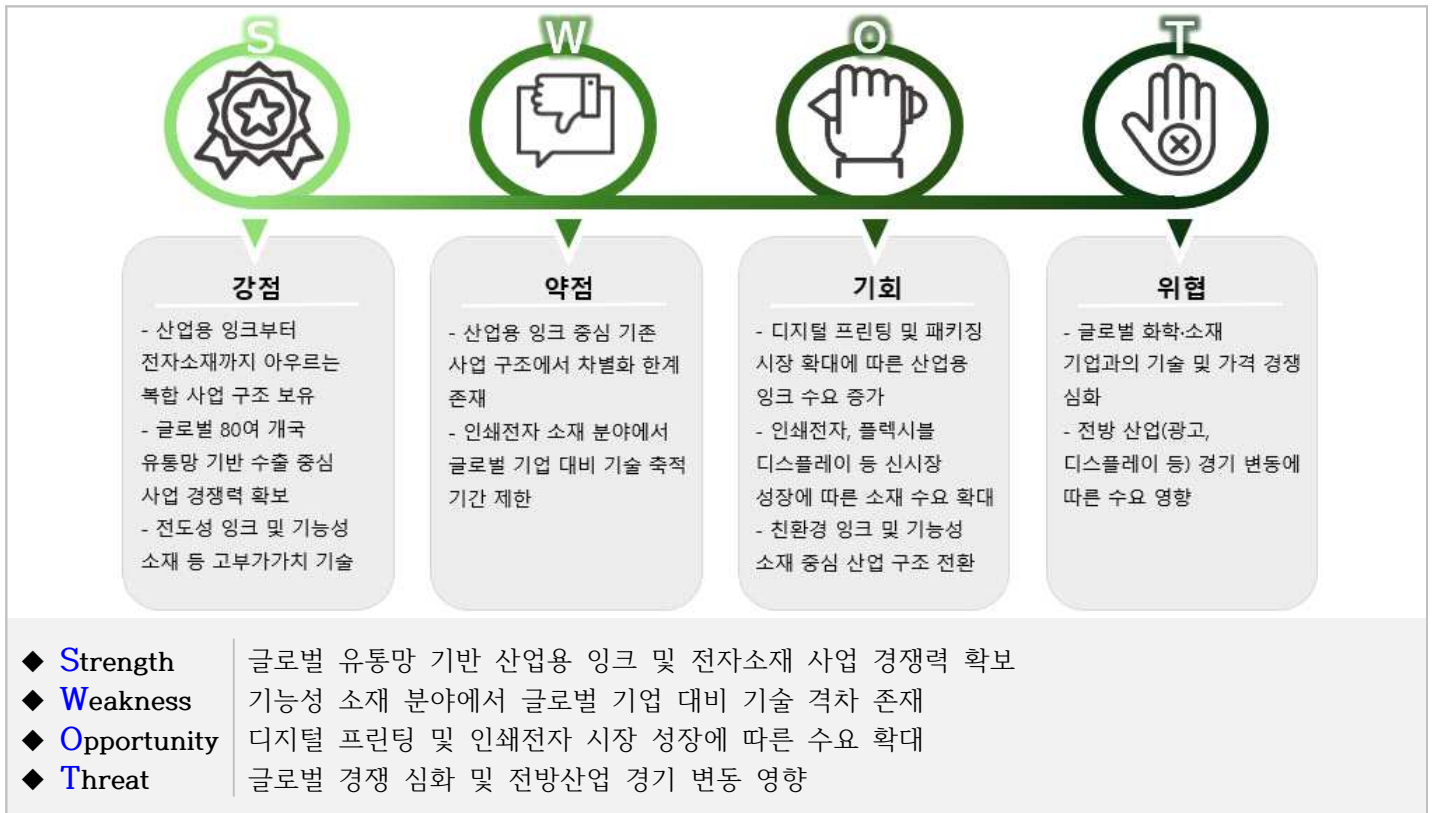 S
W
O
T
강점
- 산업용 잉크부터
전자소재까지 아우르는
복합 사업 구조 보유
- 글로벌 80여 개국
유통망 기반 수출 중심
사업 경쟁력 확보
- 전도성 잉크 및 기능성
소재 등 고부가가치 기술
약점
- 산업용 잉크 중심 기존
사업 구조에서 차별화 한계
존재
- 인쇄전자 소재 분야에서
글로벌 기업 대비 기술 축적
기간 제한
기회
- 디지털 프린팅 및 패키징
시장 확대에 따른 산업용
잉크 수요 증가
- 인쇄전자, 플렉시블
디스플레이 등 신시장
성장에 따른 소재 수요 확대
- 친환경 잉크 및 기능성
소재 중심 산업 구조 전환
위협
- 글로벌 화학·소재
기업과의 기술 및 가격 경쟁
심화
- 전방 산업(광고,
디스플레이 등) 경기 변동에
따른 수요 영향
◆ Strength 글로벌 유통망 기반 산업용 잉크 및 전자소재 사업 경쟁력 확보
◆ Weakness 기능성 소재 분야에서 글로벌 기업 대비 기술 격차 존재
◆ Opportunity 디지털 프린팅 및 인쇄전자 시장 성장에 따른 수요 확대
◆ Threat 글로벌 경쟁 심화 및 전방산업 경기 변동 영향